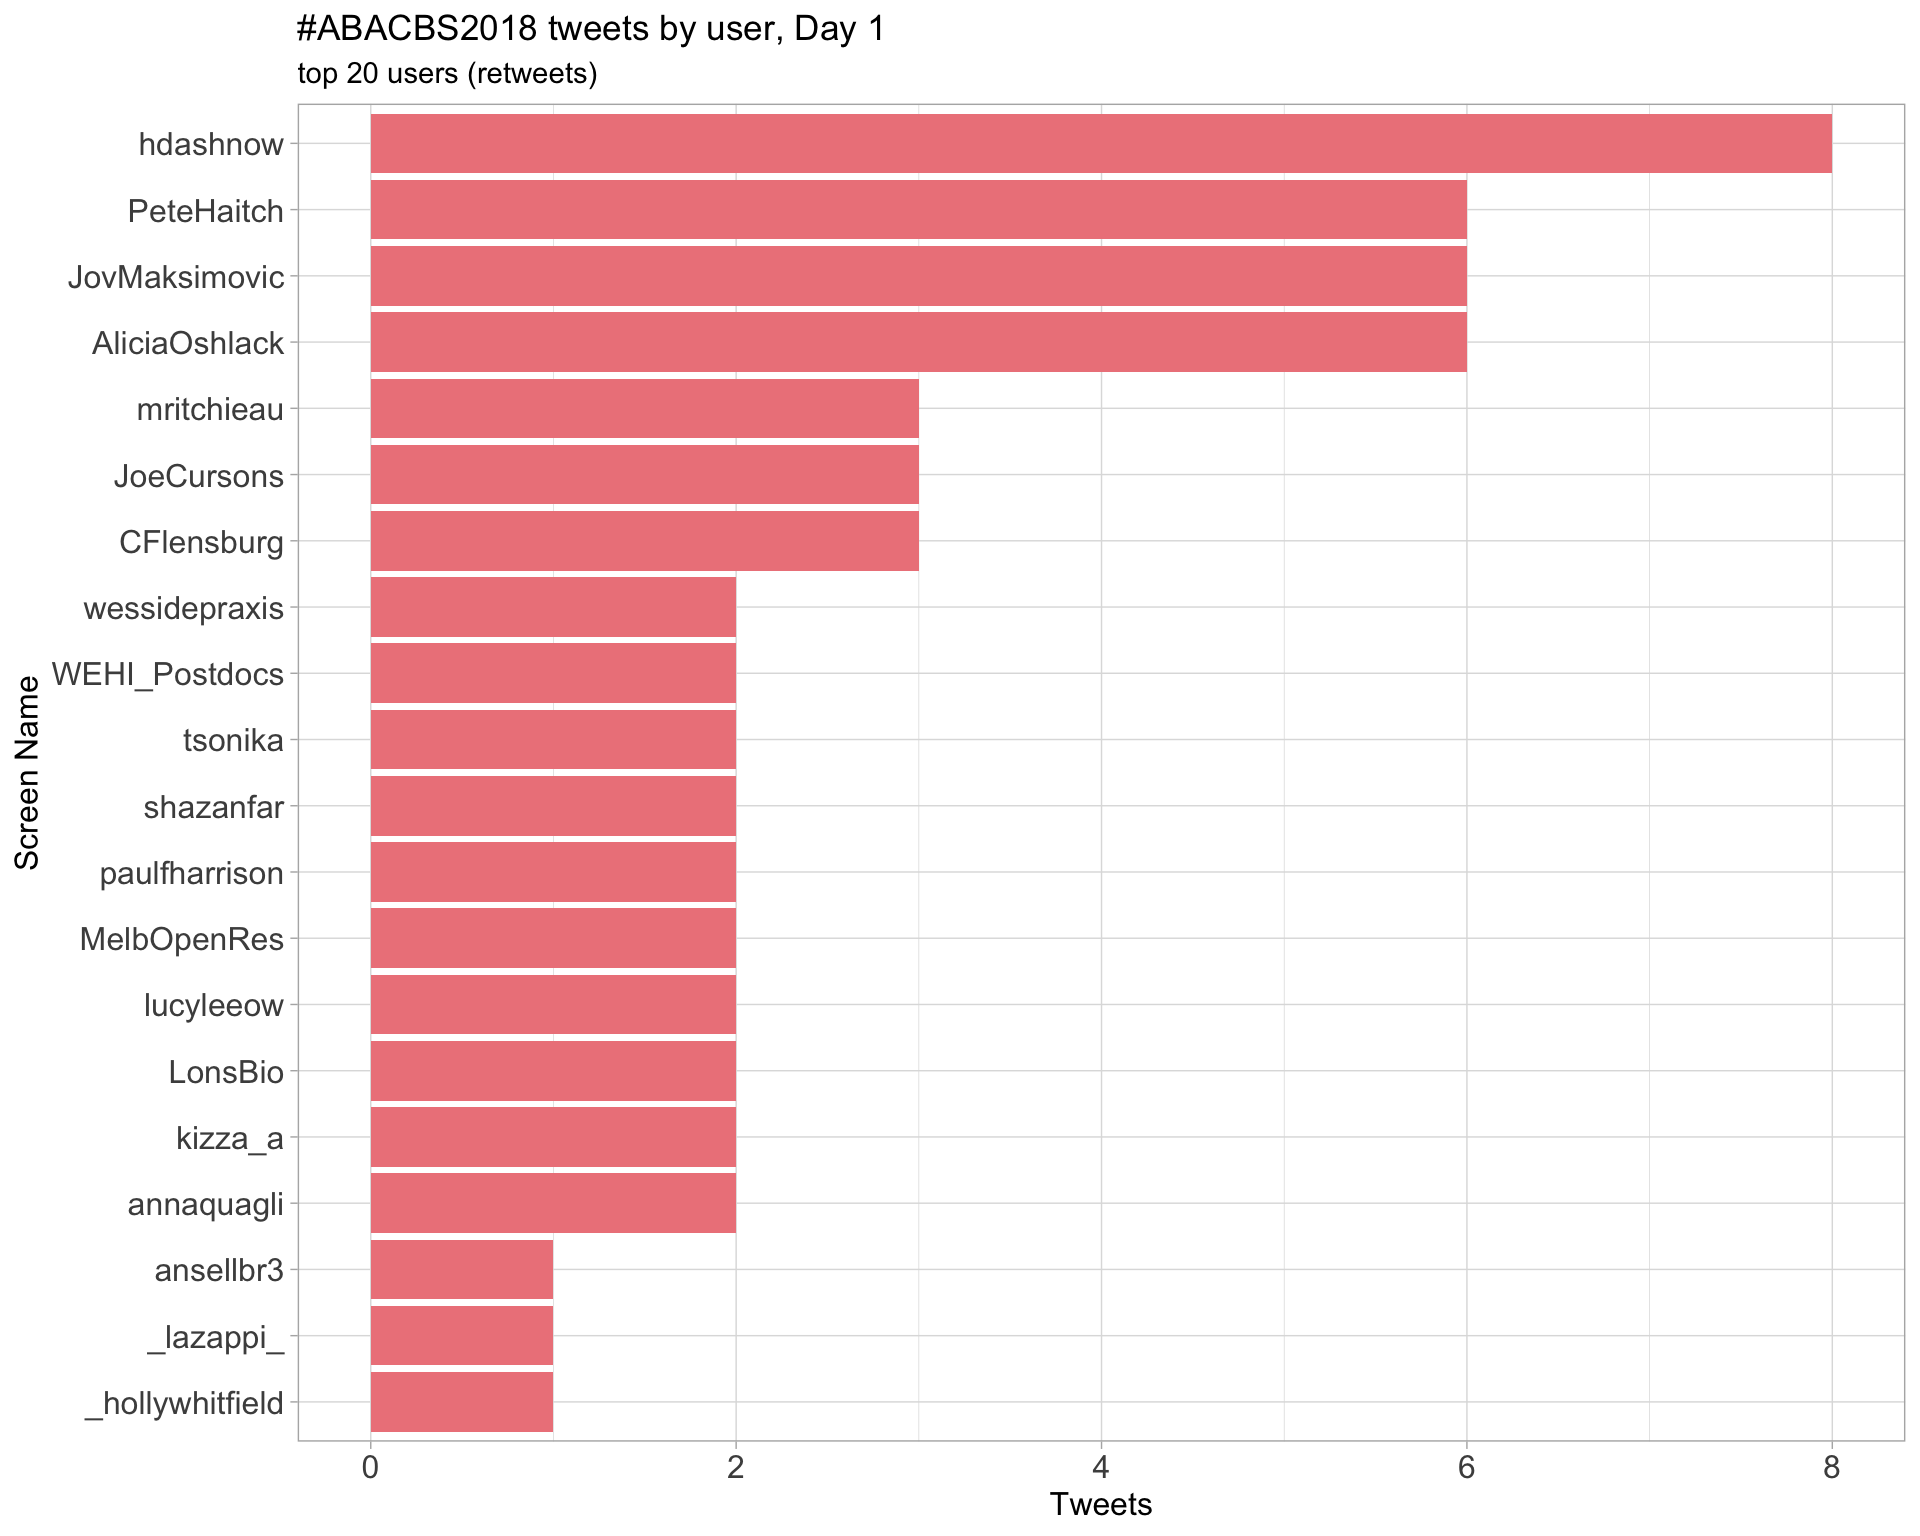 #ABACBS2018 tweets by user, Day 1
top 20 users (retweets)
hdashnow
PeteHaitch
JovMaksimovic
AliciaOshlack
mritchieau
JoeCursons
CFlensburg
wessidepraxis
WEHI_Postdocs
tsonika
shazanfar
paulfharrison
MelbOpenRes
lucyleeow
LonsBio
kizza_a
annaquagli
ansellbr3
_lazappi_
_hollywhitfield
Screen Name
0 2 4 6 8
Tweets